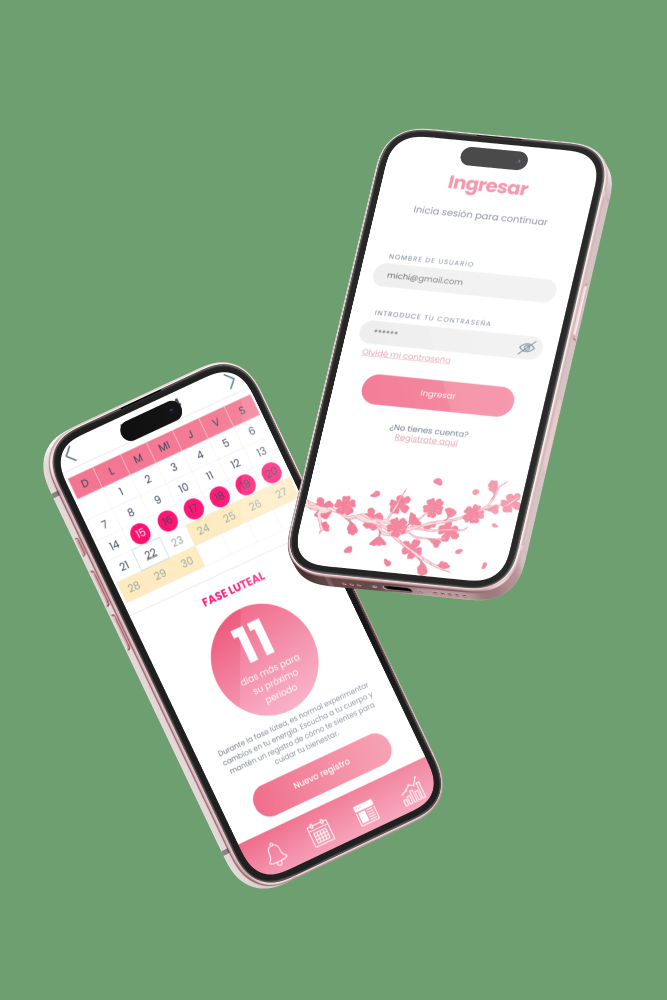 Ingresar
Inicia sesión para continuar
NOMBRE DE USUARIO
michi@gmail.com
INTRODUCE TU CONTRASEÑA
******
Olvidé mi contraseña
Ingresar
¿No tienes cuenta?
Regístrate aquí
D L M MI J V S
1 2 3 4 5 6
7 8 9 10 11 12 13
14 15 16 17 18 19 20
21 22 23 24 25 26 27
28 29 30
FASE LUTEAL
11
días más para
su próximo
periodo
Durante la fase lútea, es normal experimentar
cambios en tu energía. Escucha a tu cuerpo y
mantén un registro de cómo te sientes para
cuidar tu bienestar.
Nuevo registro